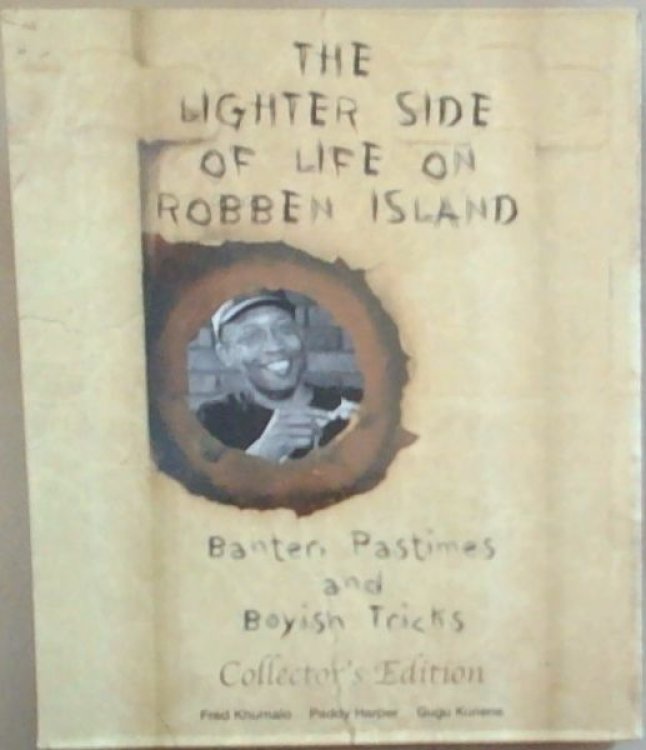 THE
LIGHTER SIDE
OF LIFE ON
ROBBEN ISLAND
Banter, Pastimes
and
Boyish Tricks
Collector's Edition
Fred Khumalo Paddy Harper Gugu Kunene